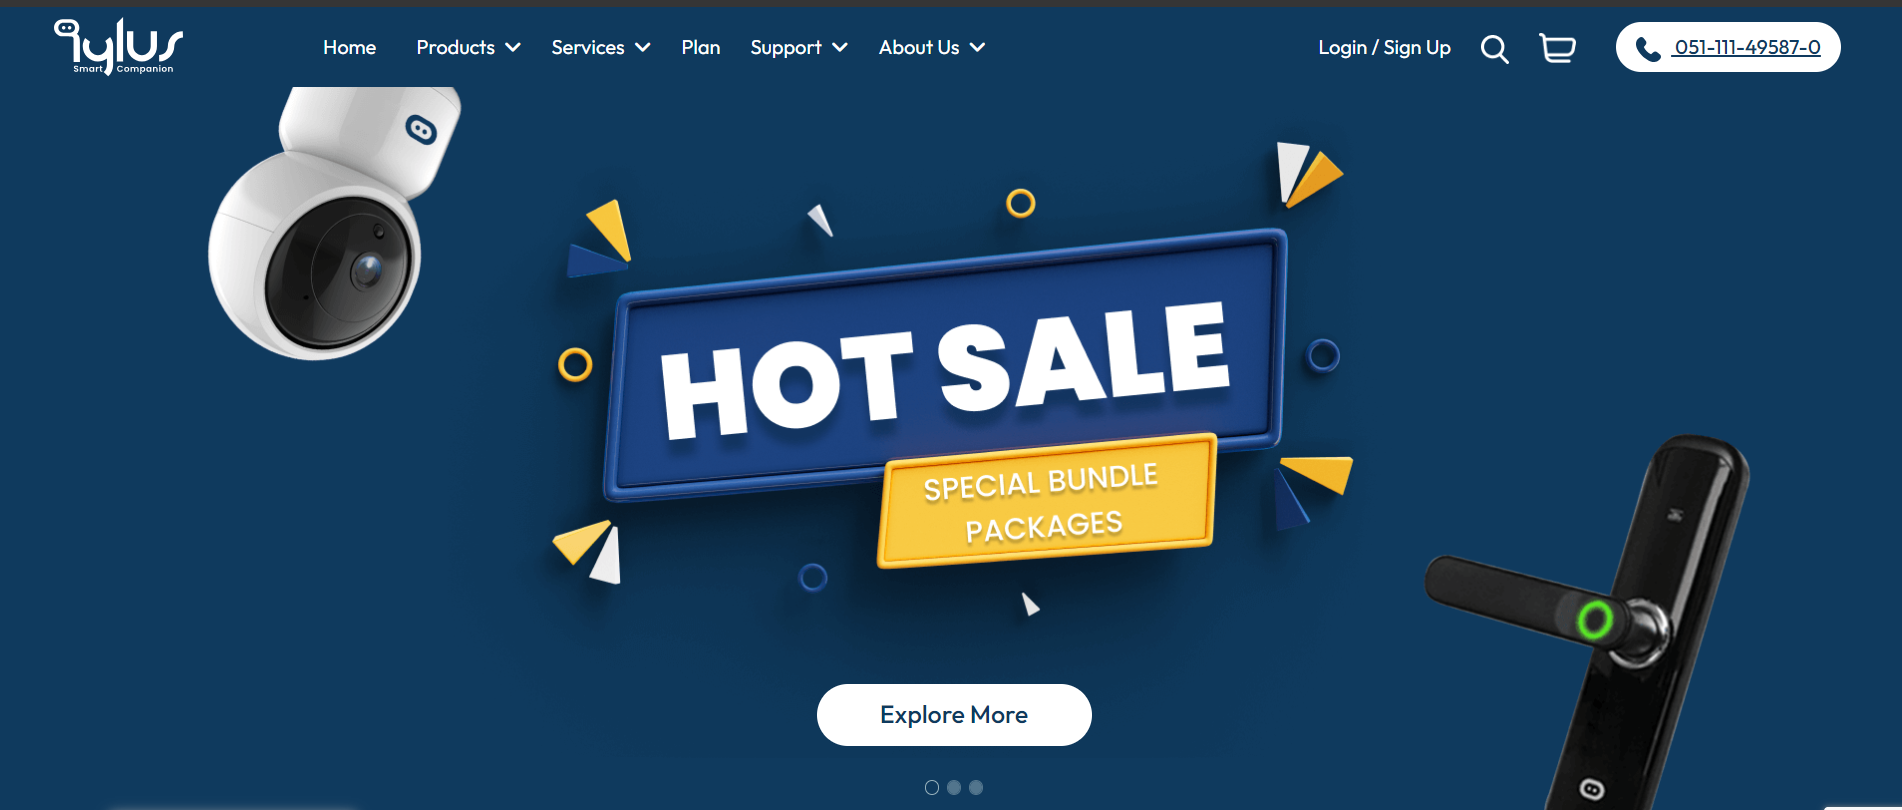 iylus
Smart Companion
Home Products Services Plan Support About Us Login / Sign Up 051-111-49587-0
HOT SALE
SPECIAL BUNDLE
PACKAGES
Explore More